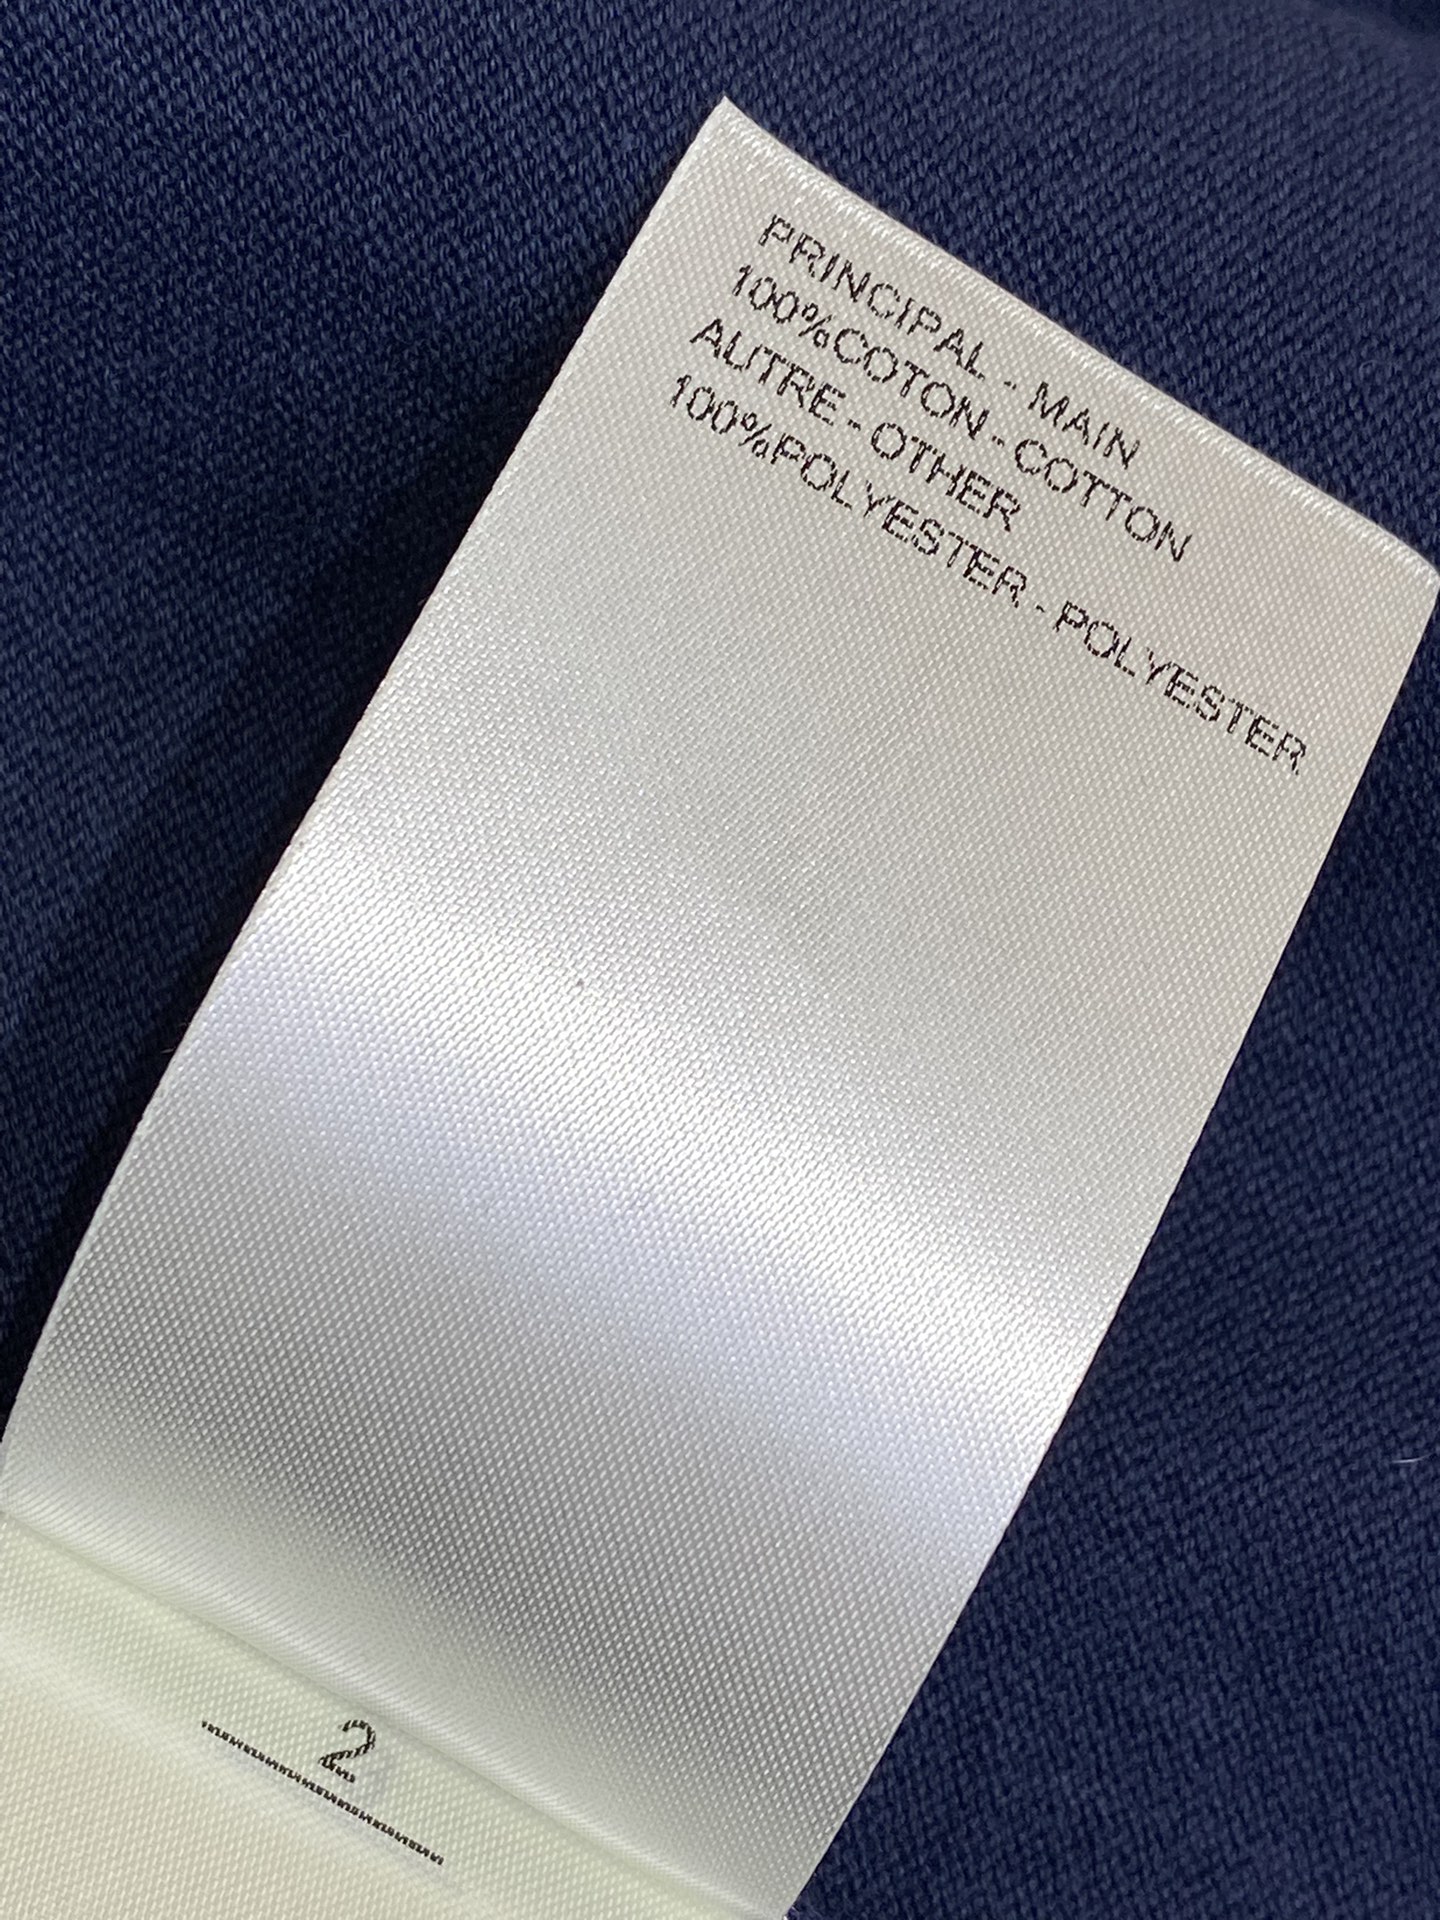 PRINCIPAL - MAIN
100%COTON - COTTON
AUTRE - OTHER
100%POLYESTER - POLYESTER
2